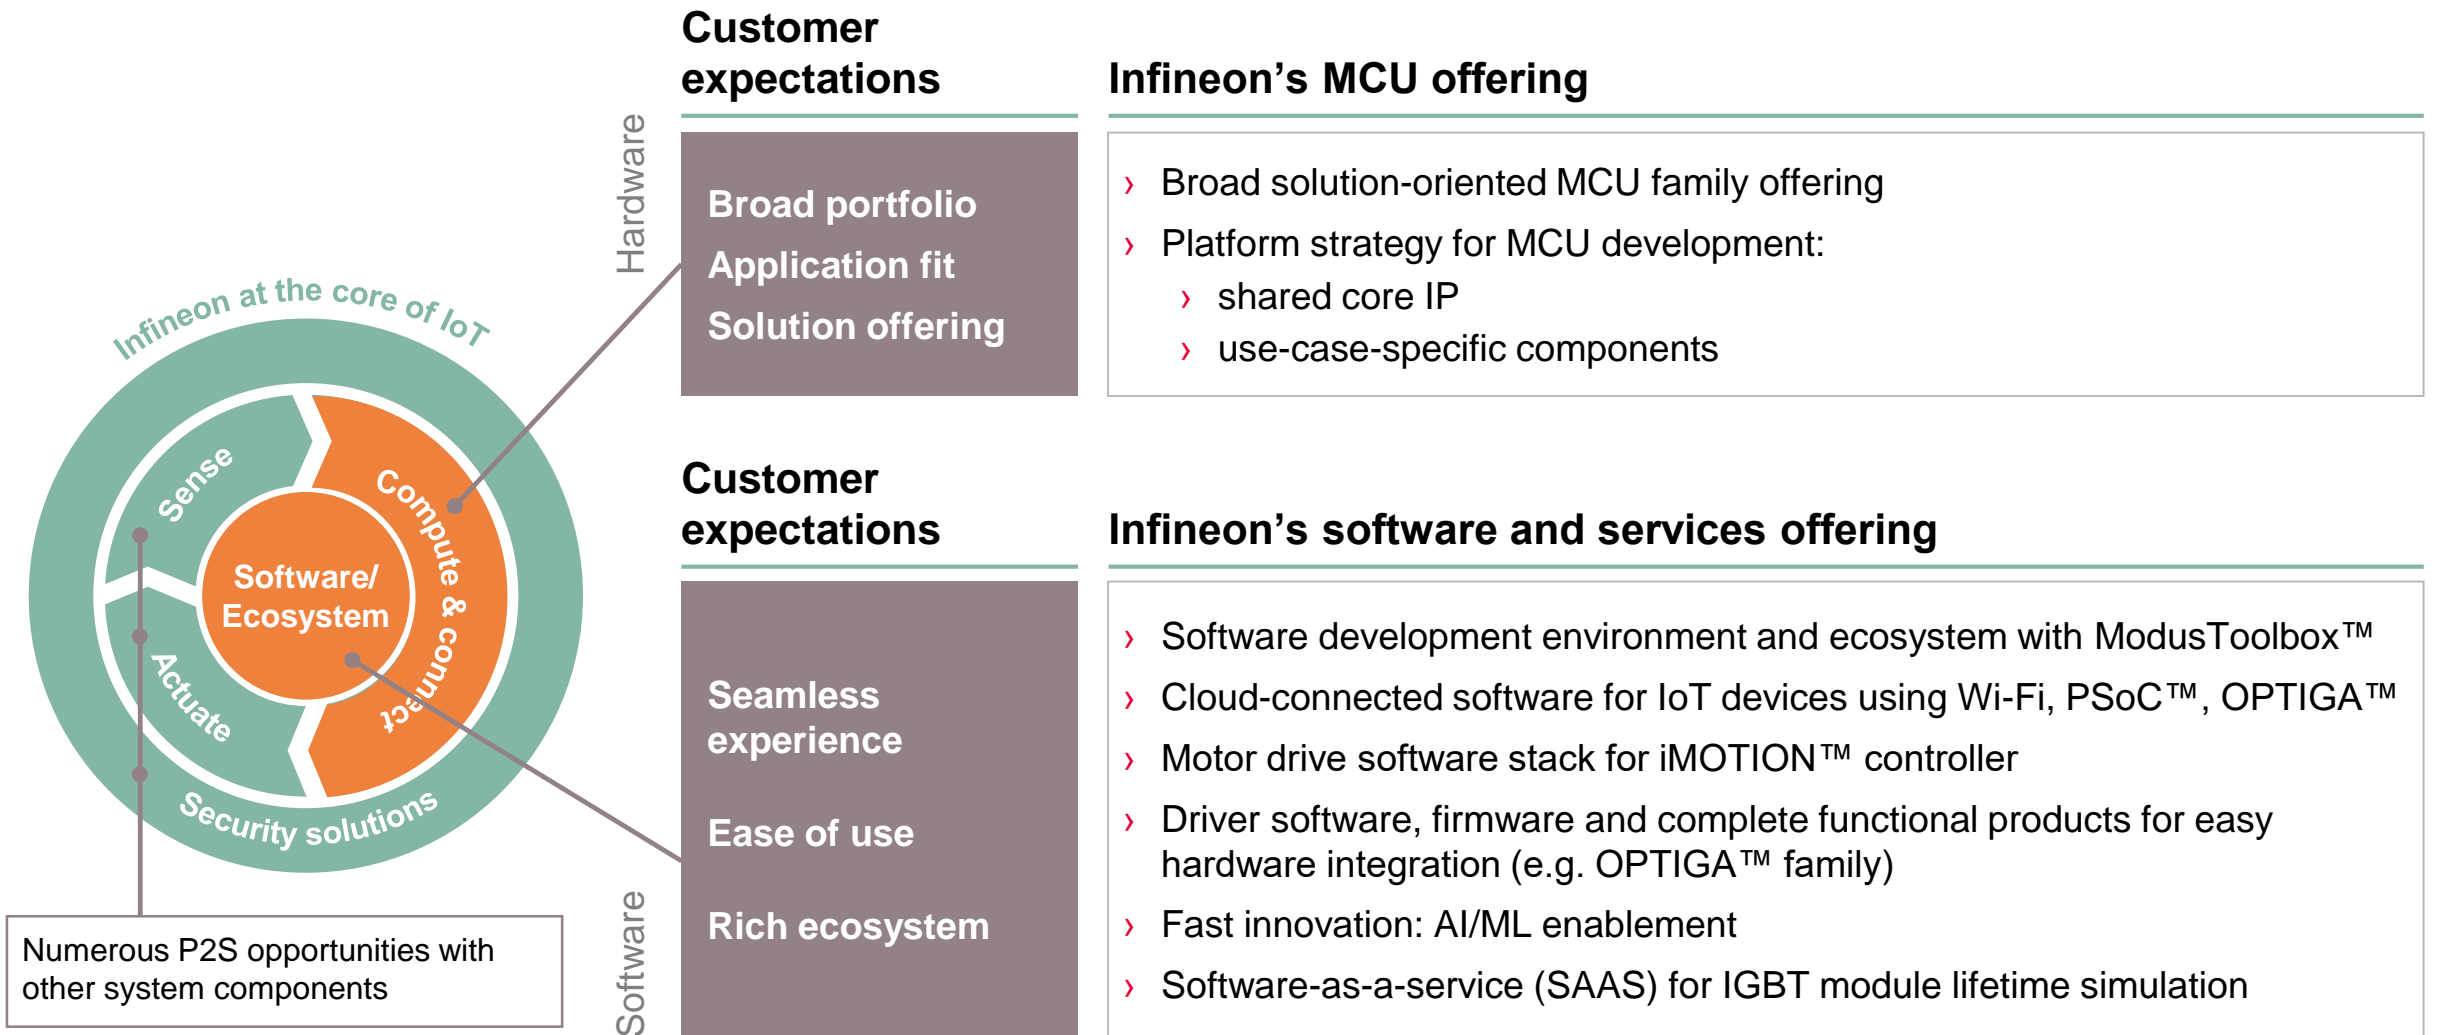 Customer
expectations
Infineon's MCU offering
Hardware
Broad portfolio
Application fit
Solution offering
› Broad solution-oriented MCU family offering
› Platform strategy for MCU development:
› shared core IP
› use-case-specific components
Infineon at the core of IoT
Sense
Compute & connect
Software/
Ecosystem
Actuate
Security solutions
Numerous P2S opportunities with
other system components
Customer
expectations
Infineon's software and services offering
Software
Seamless
experience
Ease of use
Rich ecosystem
› Software development environment and ecosystem with ModusToolbox™
› Cloud-connected software for IoT devices using Wi-Fi, PSoC™, OPTIGA™
› Motor drive software stack for iMOTION™ controller
› Driver software, firmware and complete functional products for easy
hardware integration (e.g. OPTIGA™ family)
› Fast innovation: AI/ML enablement
› Software-as-a-service (SAAS) for IGBT module lifetime simulation